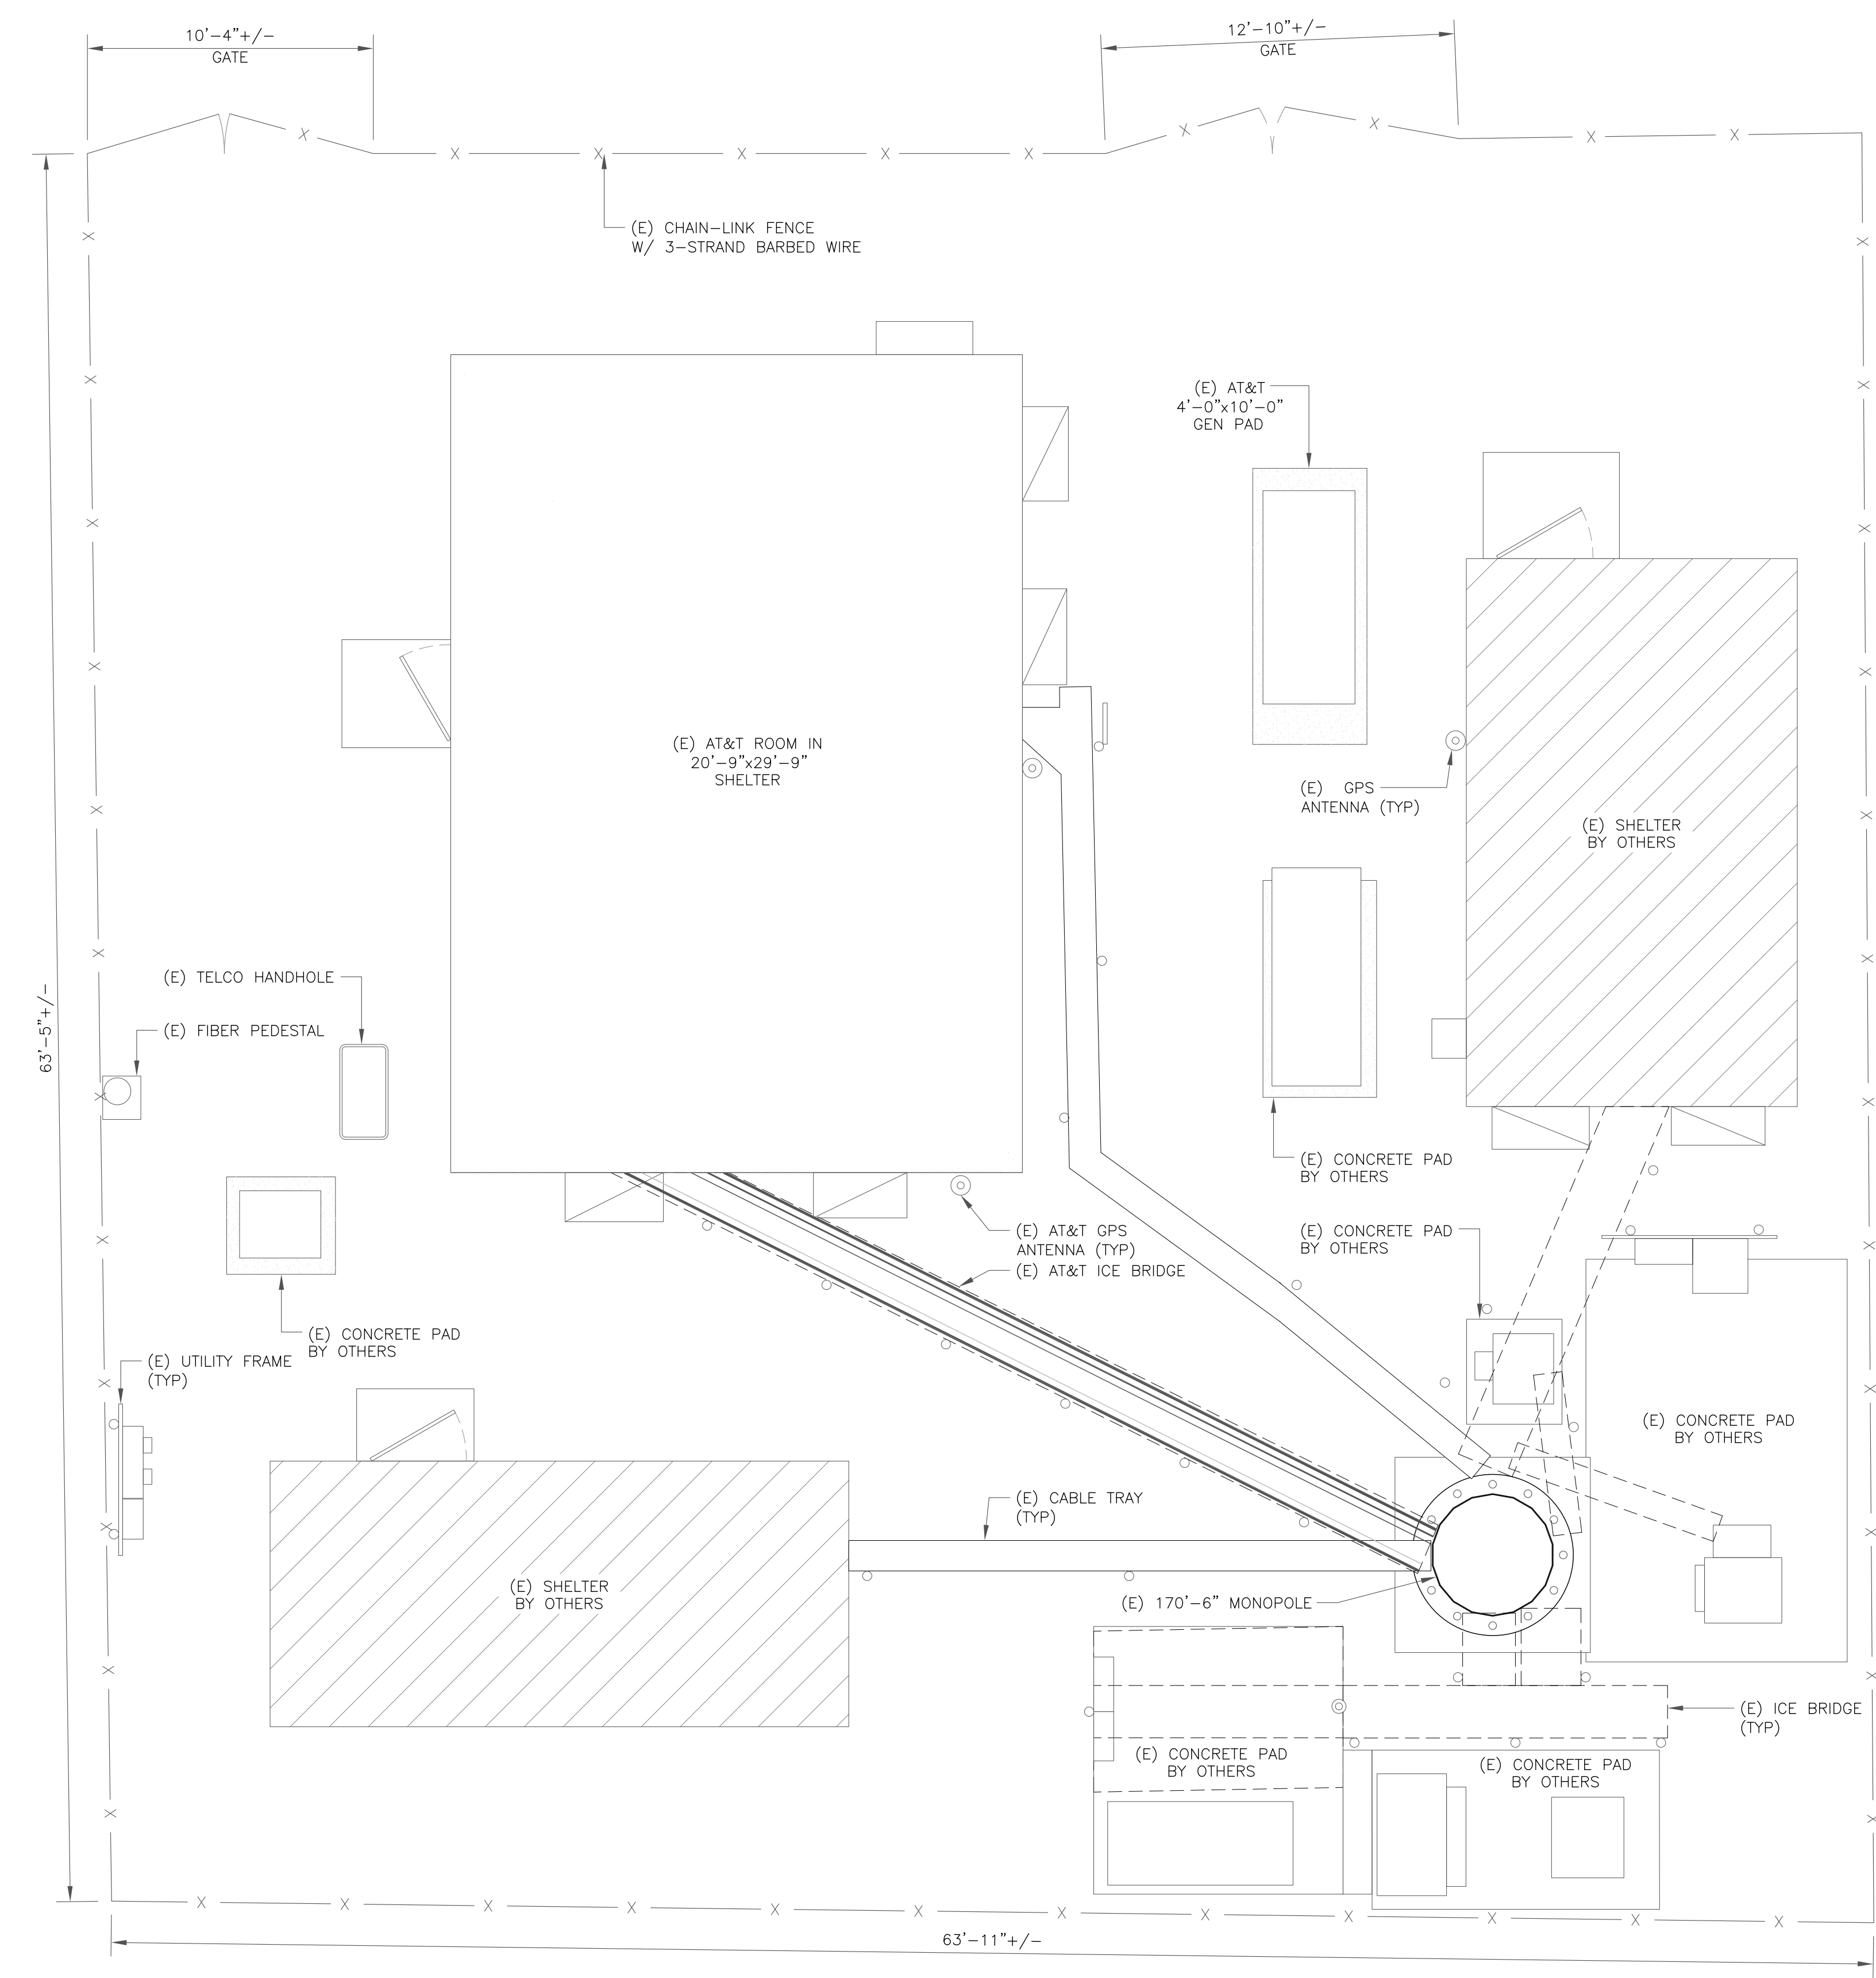 10'-4"+/-
GATE
12'-10"+/-
GATE
(E) CHAIN-LINK FENCE
W/ 3-STRAND BARBED WIRE
(E) AT&T
4'-0"x10'-0"
GEN PAD
(E) AT&T ROOM IN
20'-9"x29'-9"
SHELTER
(E) GPS
ANTENNA (TYP)
(E) SHELTER
BY OTHERS
(E) TELCO HANDHOLE
(E) FIBER PEDESTAL
63'-5"+/-
(E) CONCRETE PAD
BY OTHERS
(E) AT&T GPS
ANTENNA (TYP)
(E) AT&T ICE BRIDGE
(E) CONCRETE PAD
BY OTHERS
(E) CONCRETE PAD
BY OTHERS
(E) UTILITY FRAME
(TYP)
(E) CONCRETE PAD
BY OTHERS
(E) CABLE TRAY
(TYP)
(E) SHELTER
BY OTHERS
(E) 170'-6" MONOPOLE
(E) ICE BRIDGE
(TYP)
(E) CONCRETE PAD
BY OTHERS
(E) CONCRETE PAD
BY OTHERS
63'-11"+/-